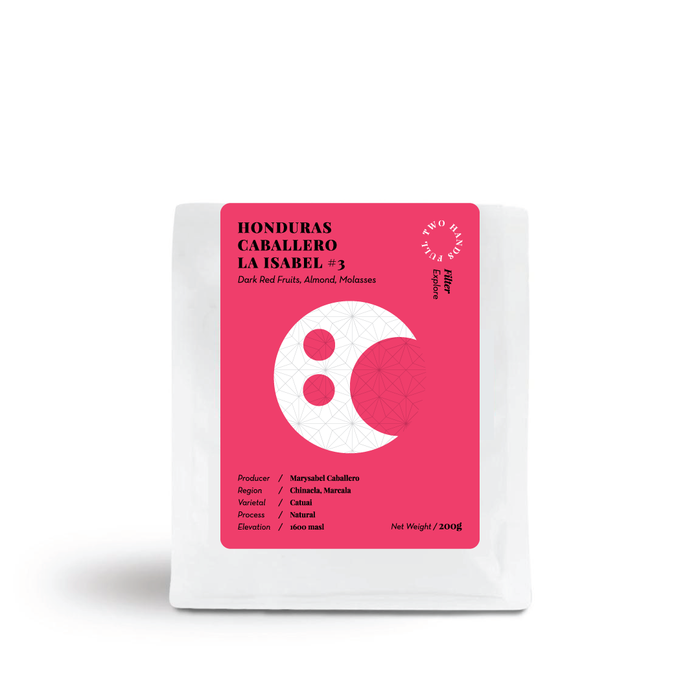 HONDURAS
CABALLERO
LA ISABEL #3
Dark Red Fruits, Almond, Molasses
TWO HANDS FULL
Filter
Explore
Producer / Marysabel Caballero
Region / Chinacla, Marcala
Varietal / Catuai
Process / Natural
Elevation / 1600 masl
Net Weight / 200g